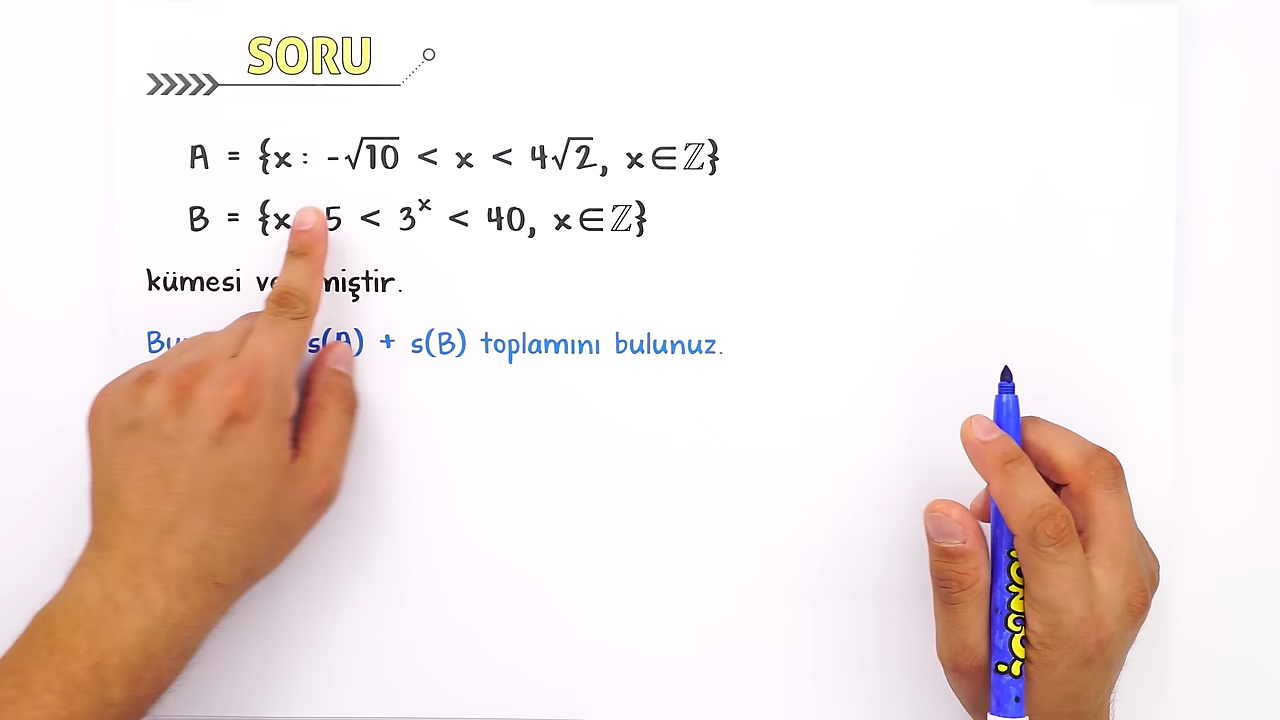 SORU
A = {x : -√10 < x < 4√2, x∈ℤ}
B = {x 5 < 3ˣ < 40, x∈ℤ}
kümesi miştir.
s(A) + s(B) toplamını bulunuz.